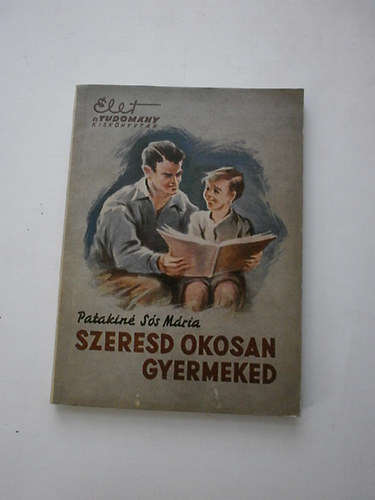 Élet
és TUDOMÁNY
KISKÖNYVTÁR
Patakiné Sós Mária
SZERESD OKOSAN
GYERMEKED